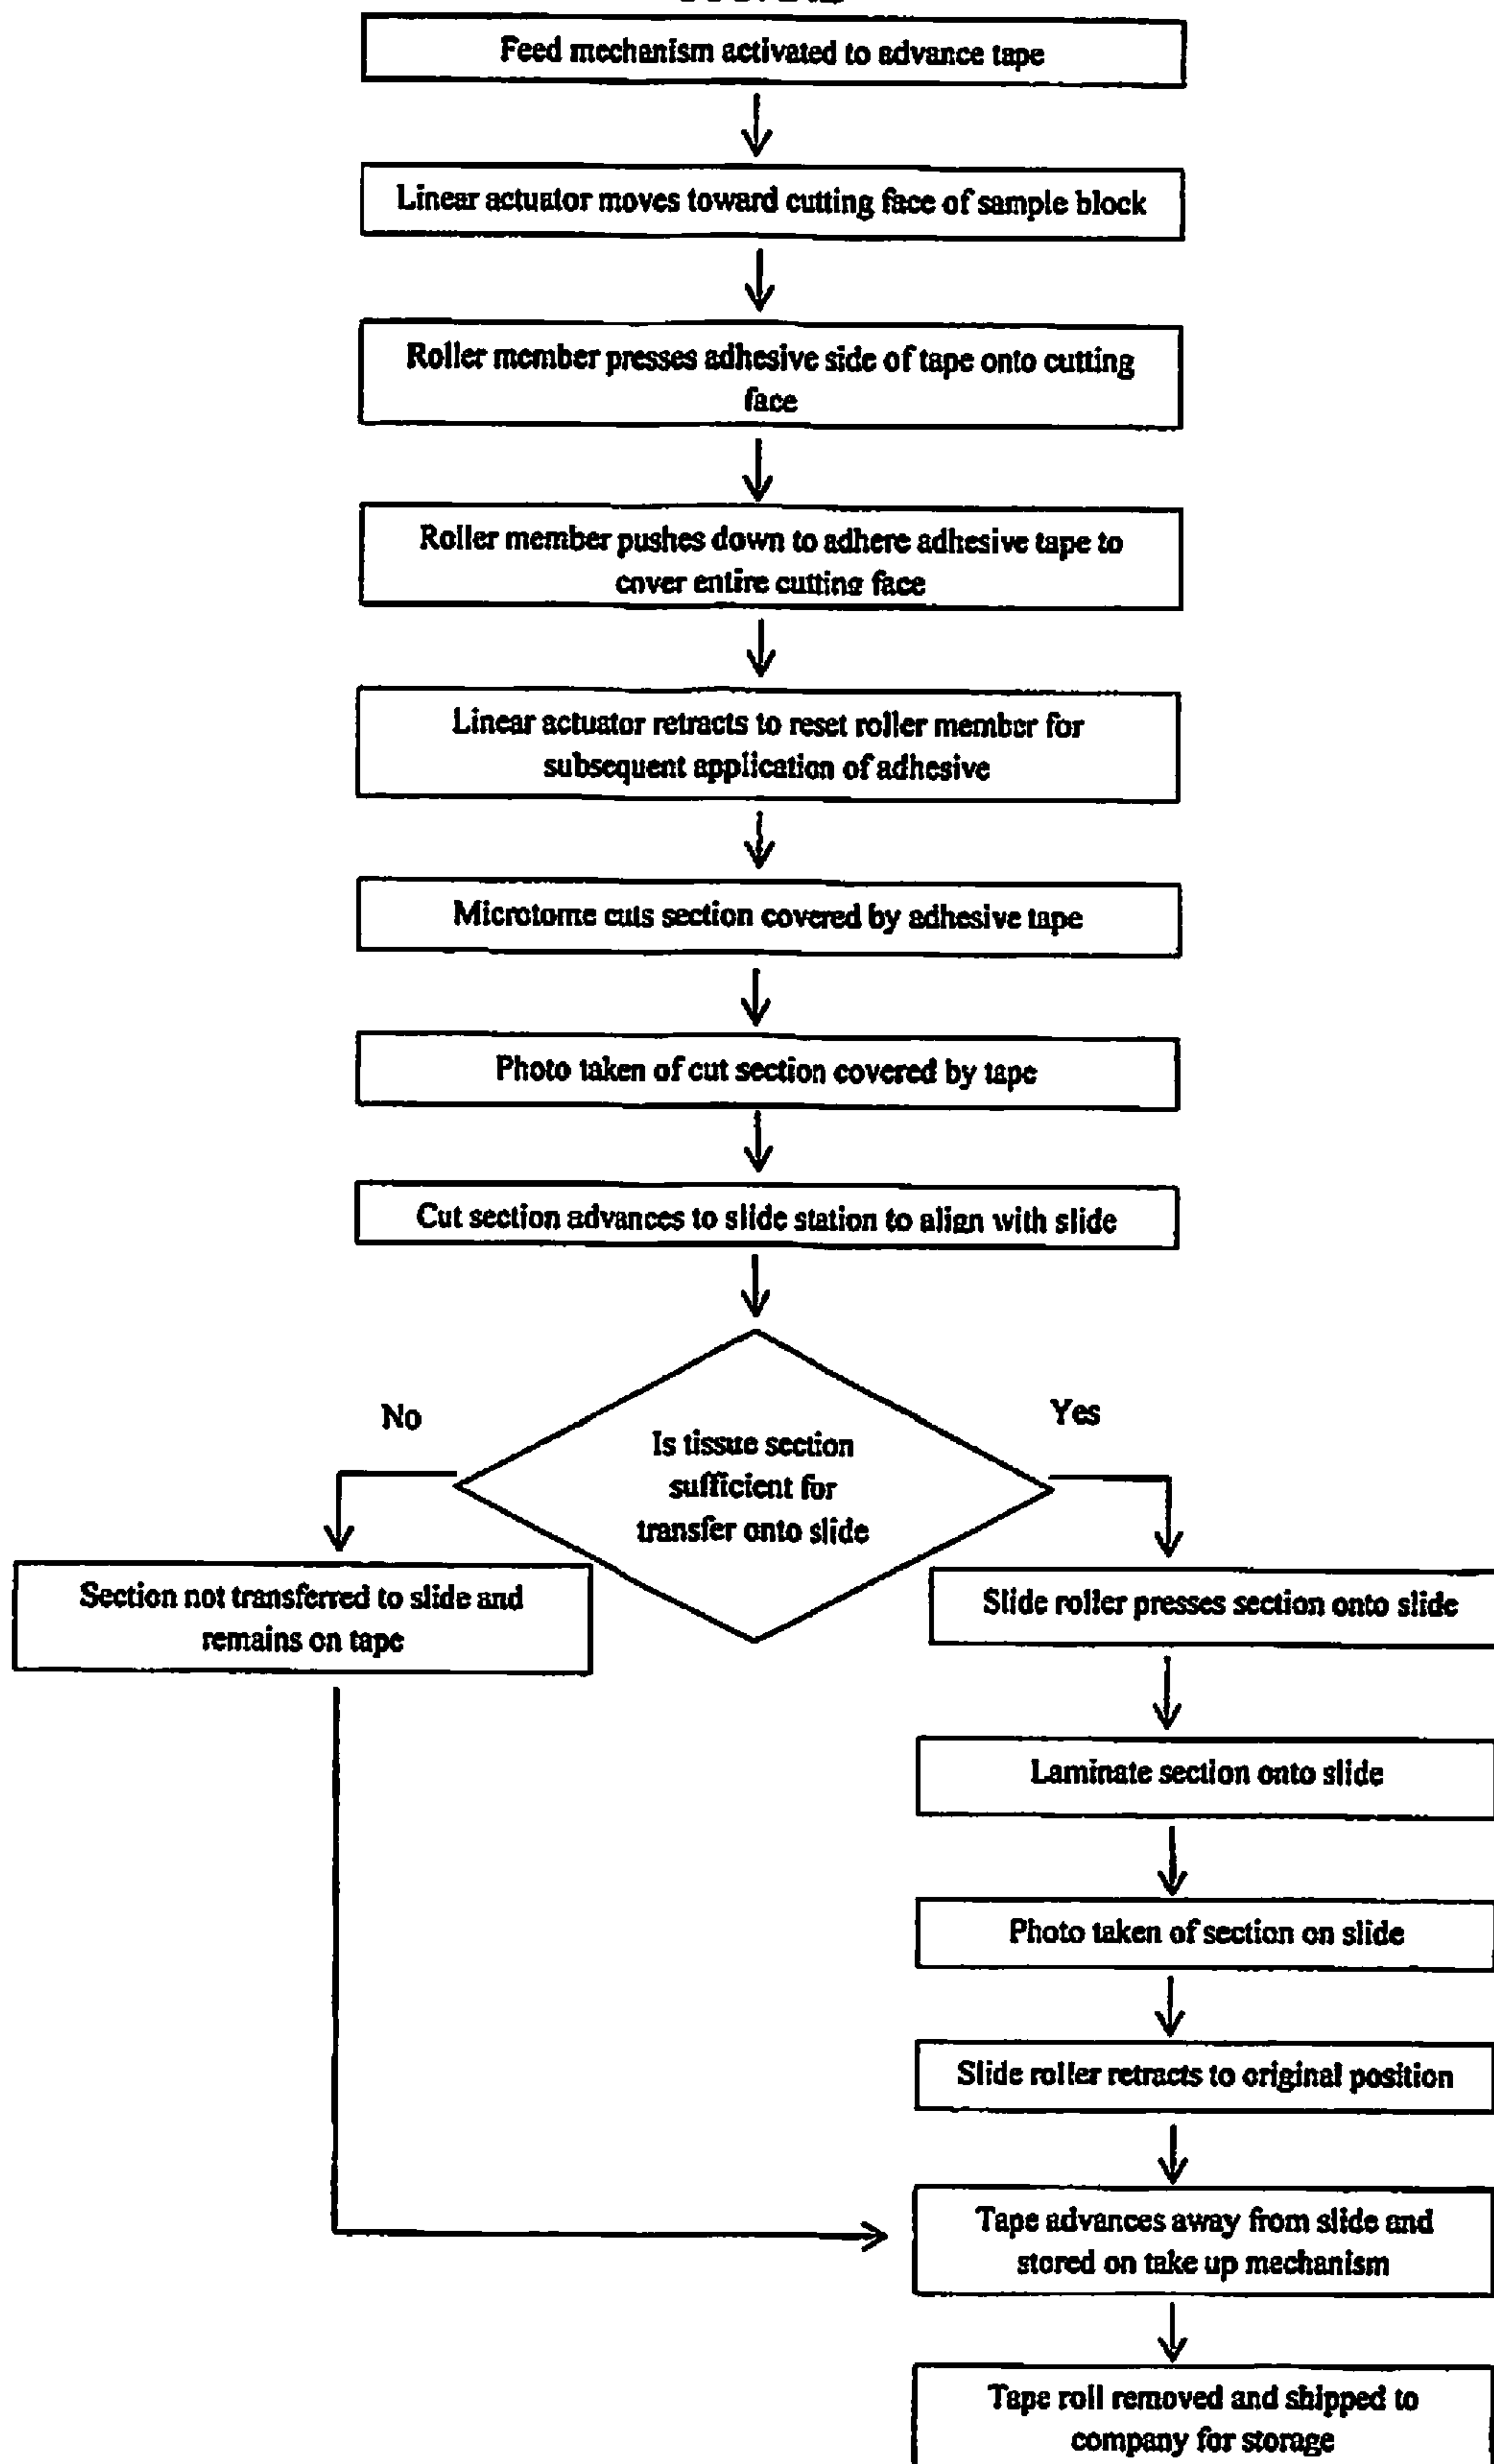 Feed mechanism activated to advance tape
Linear actuator moves toward cutting face of sample block
Roller member presses adhesive side of tape onto cutting
face
Roller member pushes down to adhere adhesive tape to
cover entire cutting face
Linear actuator retracts to reset roller member for
subsequent application of adhesive
Microtome cuts section covered by adhesive tape
Photo taken of cut section covered by tape
Cut section advances to slide station to align with slide
No
Yes
Is tissue section
sufficient for
transfer onto slide
Section not transferred to slide and
remains on tape
Slide roller presses section onto slide
Laminate section onto slide
Photo taken of section on slide
Slide roller retracts to original position
Tape advances away from slide and
stored on take up mechanism
Tape roll removed and shipped to
company for storage